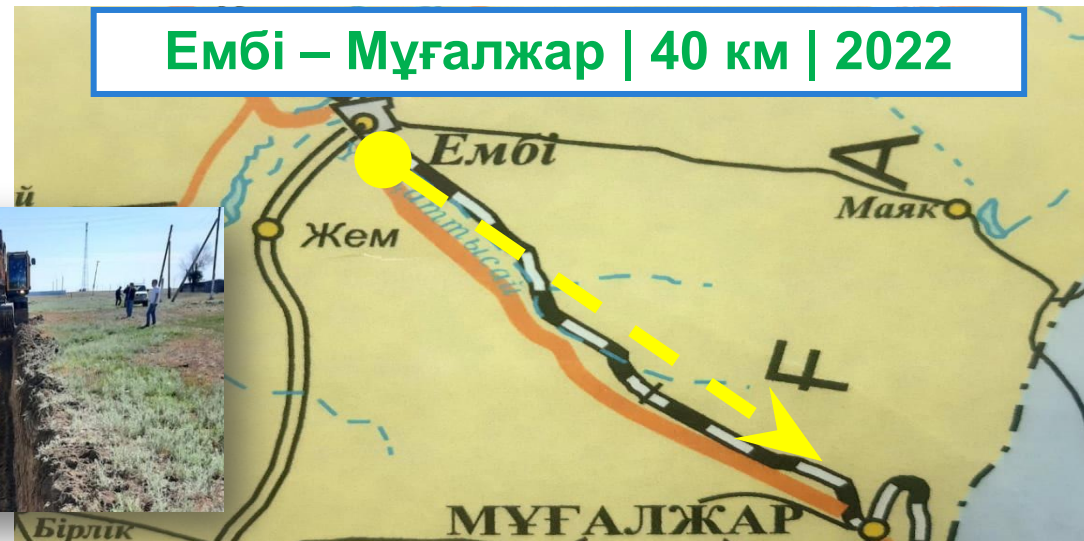 Ембі – Мұғалжар | 40 км | 2022
Ембі
А
Маяк
й
Жем
Ғ
МҰҒАЛЖАР
Бірлік